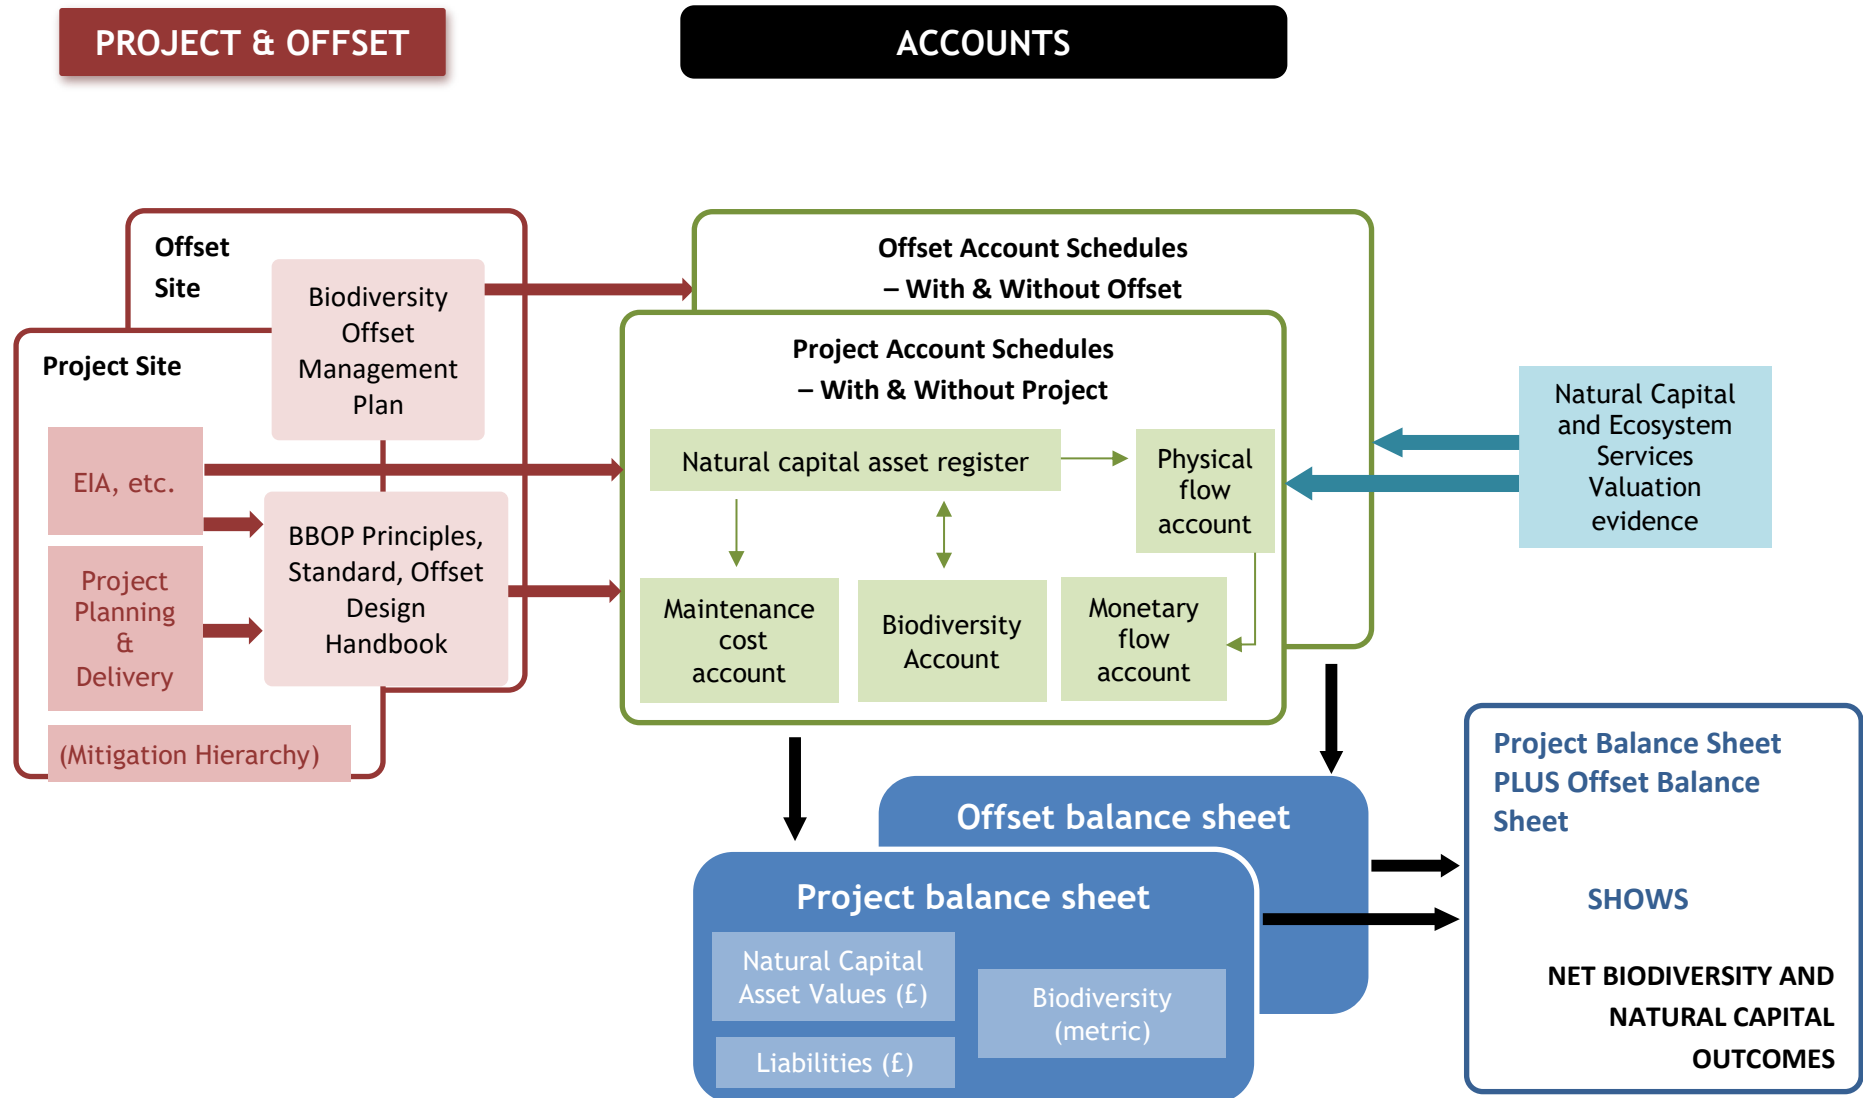 PROJECT & OFFSET
ACCOUNTS
Offset
Site
Biodiversity
Offset
Management
Plan
Project Site
EIA, etc.
Project
Planning
&
Delivery
BBOP Principles,
Standard, Offset
Design
Handbook
(Mitigation Hierarchy)
Offset Account Schedules
– With & Without Offset
Project Account Schedules
– With & Without Project
Natural capital asset register
Physical
flow
account
Maintenance
cost
account
Biodiversity
Account
Monetary
flow
account
Natural Capital
and Ecosystem
Services
Valuation
evidence
Offset balance sheet
Project balance sheet
Natural Capital
Asset Values (£)
Liabilities (£)
Biodiversity
(metric)
Project Balance Sheet
PLUS Offset Balance
Sheet
SHOWS
NET BIODIVERSITY AND
NATURAL CAPITAL
OUTCOMES